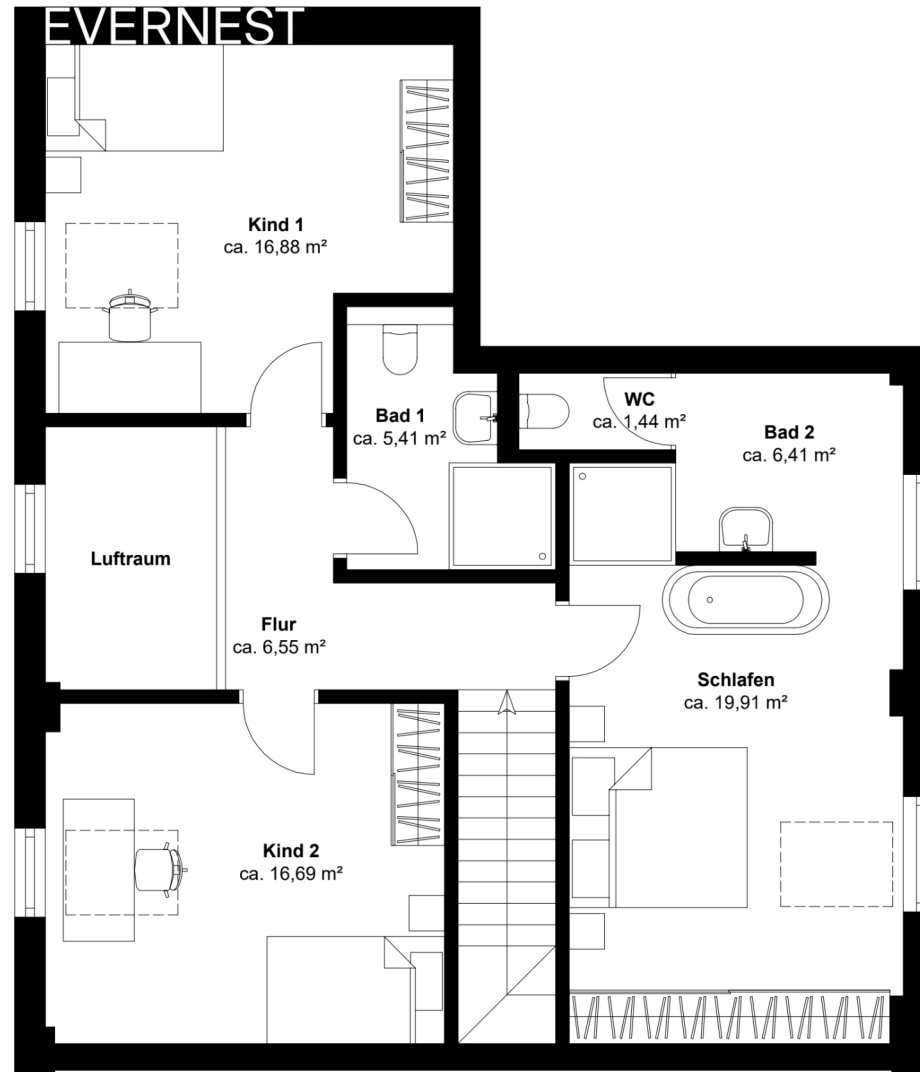 EVERNEST
Kind 1
ca. 16,88 m²
WC
ca. 1,44 m²
Bad 1
ca. 5,41 m²
Bad 2
ca. 6,41 m²
Luftraum
Flur
ca. 6,55 m²
Schlafen
ca. 19,91 m²
Kind 2
ca. 16,69 m²